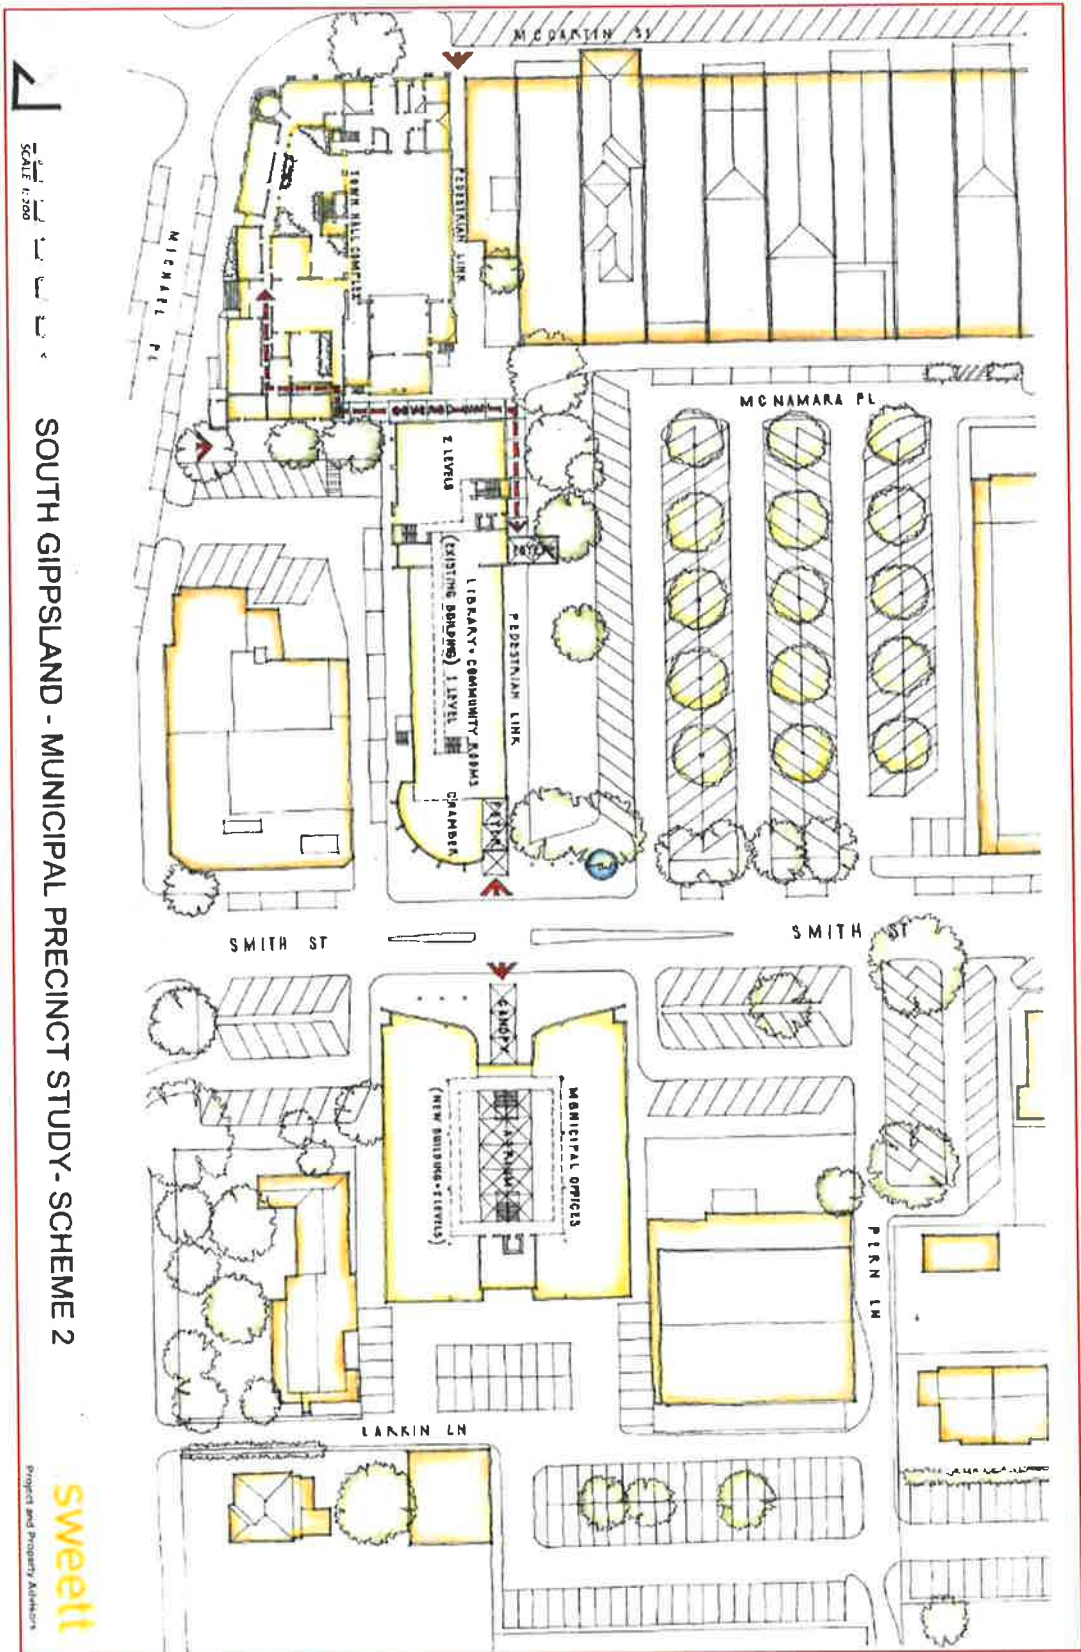 McCARTIN ST
PEDESTRIAN LINK
TOWN HALL COMPLEX
MICHAEL PL
SCALE 1:200
MCNAMARA PL
COVERED WAY
2 LEVELS
FOYER
LIBRARY + COMMUNITY ROOMS
(EXISTING BUILDING) 1 LEVEL
PEDESTRIAN LINK
CHAMBER
FOYER
SMITH ST
SMITH ST
CANOPY
ATRIUM
MUNICIPAL OFFICES
(NEW BUILDING + 2 LEVELS)
PERN LN
LARKIN LN
SOUTH GIPPSLAND - MUNICIPAL PRECINCT STUDY- SCHEME 2
sweett
Project and Property Advisors